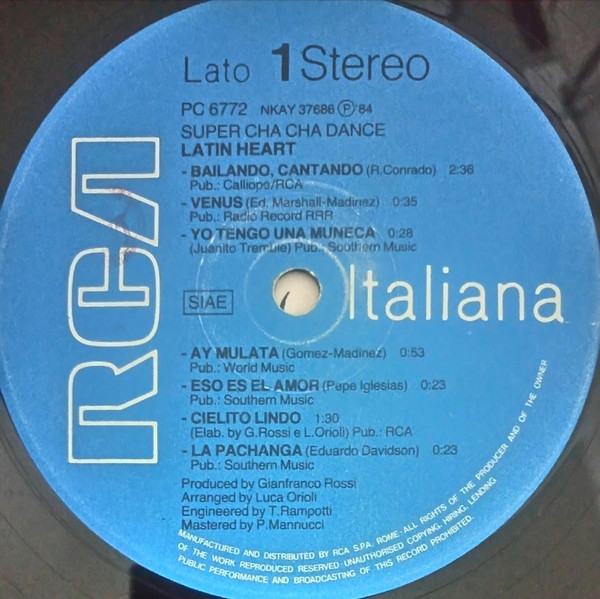 Lato 1 Stereo
PC 6772 NKAY 37686 Ⓟ'84
SUPER CHA CHA DANCE
LATIN HEART
- BAILANDO, CANTANDO (R.Conrado) 2:36
Pub.: Calliope/RCA
- VENUS (Ed. Marshall-Madinez) 0:35
Pub.: Radio Record RRR
- YO TENGO UNA MUNECA 0:28
(Juanito Tremble) Pub.: Southern Music
RCA
SIAE
Italiana
- AY MULATA (Gomez-Madinez) 0:53
Pub.: World Music
- ESO ES EL AMOR (Pepe Iglesias) 0:23
Pub.: Southern Music
- CIELITO LINDO 1:30
(Elab. by G.Rossi e L.Orioli) Pub.: RCA
- LA PACHANGA (Eduardo Davidson) 0:23
Pub.: Southern Music
Produced by Gianfranco Rossi
Arranged by Luca Orioli
Engineered by T.Rampotti
Mastered by P.Mannucci
MANUFACTURED AND DISTRIBUTED BY RCA S.P.A. ROME · ALL RIGHTS OF THE PRODUCER AND OF THE OWNER
OF THE WORK REPRODUCED RESERVED · UNAUTHORISED COPYING, HIRING, LENDING
PUBLIC PERFORMANCE AND BROADCASTING OF THIS RECORD PROHIBITED.